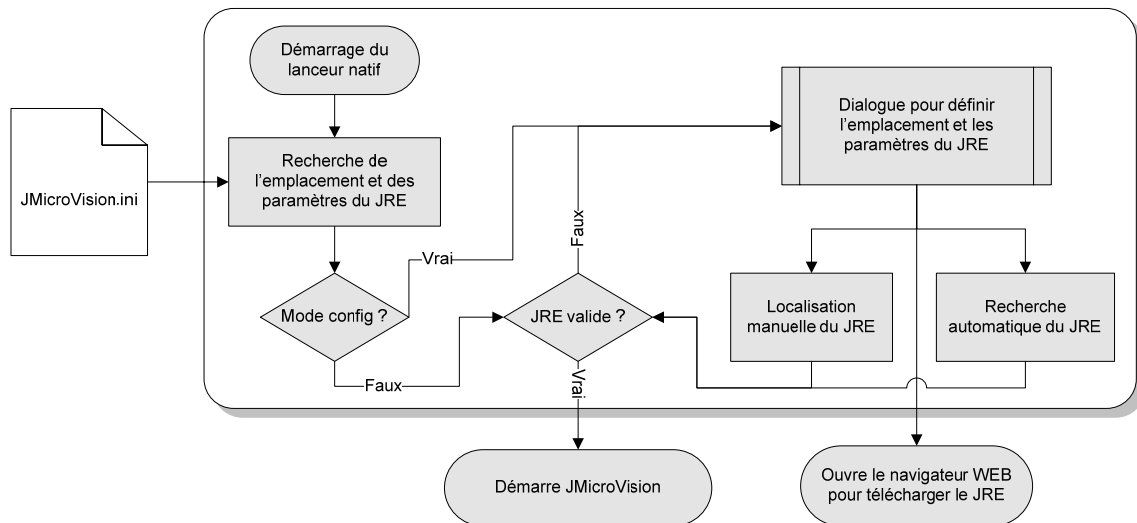 Démarrage du
lanceur natif
JMicroVision.ini
Recherche de
l'emplacement et des
paramètres du JRE
Dialogue pour définir
l'emplacement et les
paramètres du JRE
Vrai
Faux
Mode config ?
JRE valide ?
Localisation
manuelle du JRE
Recherche
automatique du JRE
Faux
Vrai
Démarre JMicroVision
Ouvre le navigateur WEB
pour télécharger le JRE